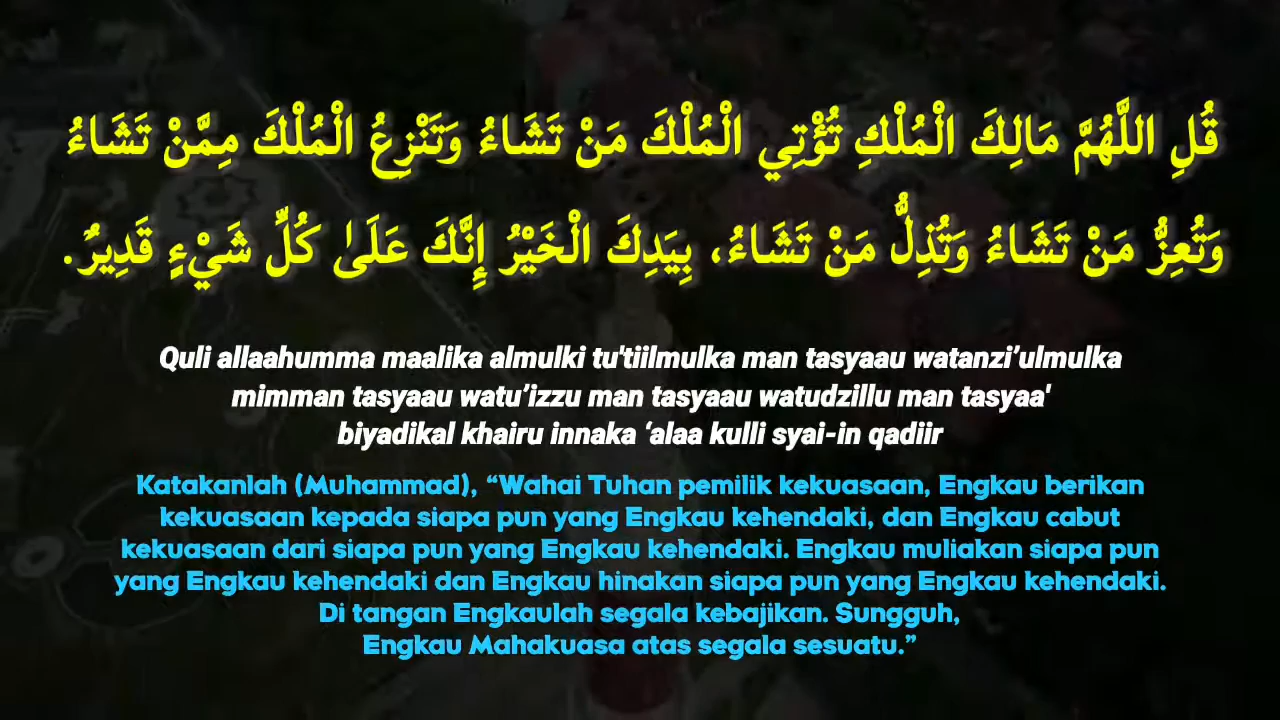 قُلِ اللَّهُمَّ مَالِكَ الْمُلْكِ تُؤْتِي الْمُلْكَ مَنْ تَشَاءُ وَتَنْزِعُ الْمُلْكَ مِمَّنْ تَشَاءُ
وَتُعِزُّ مَنْ تَشَاءُ وَتُذِلُّ مَنْ تَشَاءُ، بِيَدِكَ الْخَيْرُ إِنَّكَ عَلَىٰ كُلِّ شَيْءٍ قَدِيرٌ.
Quli allaahumma maalika almulki tu'tiilmulka man tasyaau watanzi’ulmulka
mimman tasyaau watu’izzu man tasyaau watudzillu man tasyaa'
biyadikal khairu innaka ‘alaa kulli syai-in qadiir
Katakanlah (Muhammad), “Wahai Tuhan pemilik kekuasaan, Engkau berikan
kekuasaan kepada siapa pun yang Engkau kehendaki, dan Engkau cabut
kekuasaan dari siapa pun yang Engkau kehendaki. Engkau muliakan siapa pun
yang Engkau kehendaki dan Engkau hinakan siapa pun yang Engkau kehendaki.
Di tangan Engkaulah segala kebajikan. Sungguh,
Engkau Mahakuasa atas segala sesuatu.”